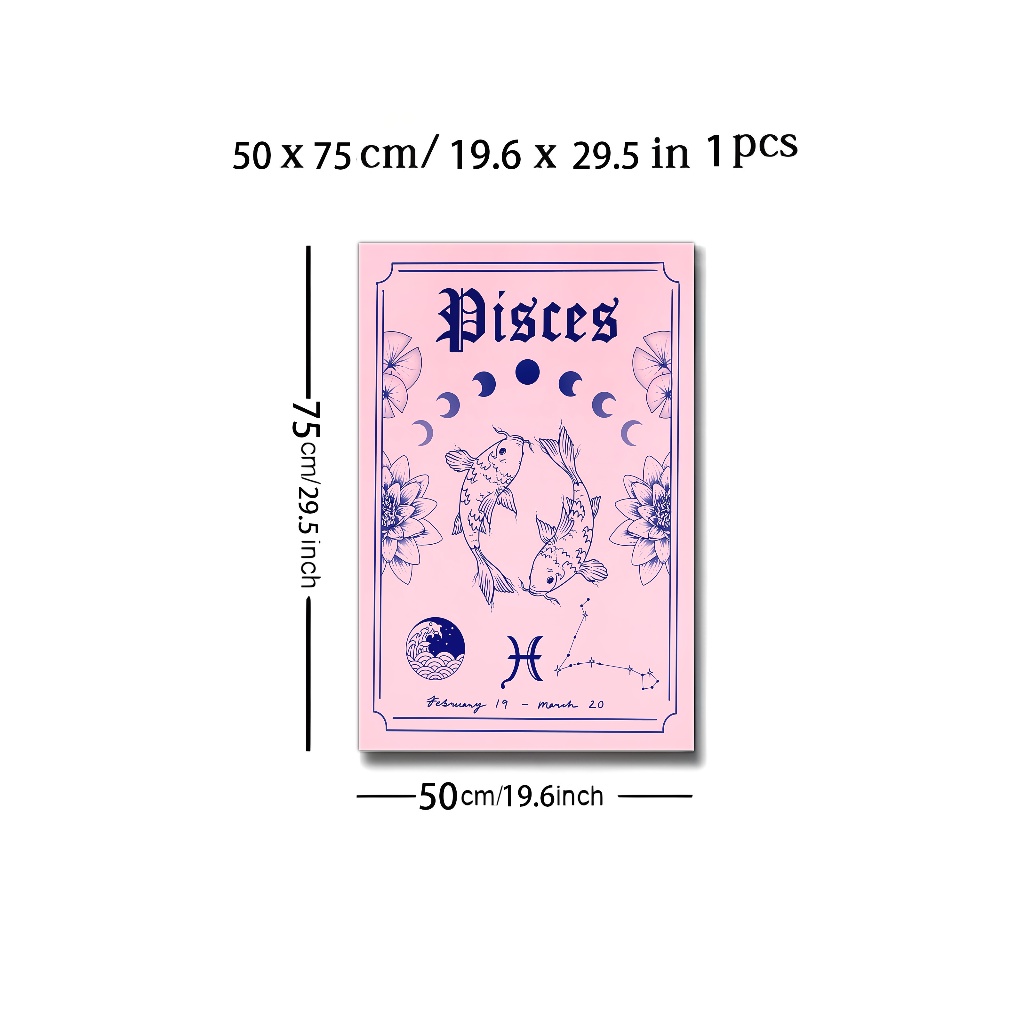 50 x 75 cm/ 19.6 x 29.5 in 1 pcs
Pisces
75cm/29.5inch
February 19 - march 20
50cm/19.6inch